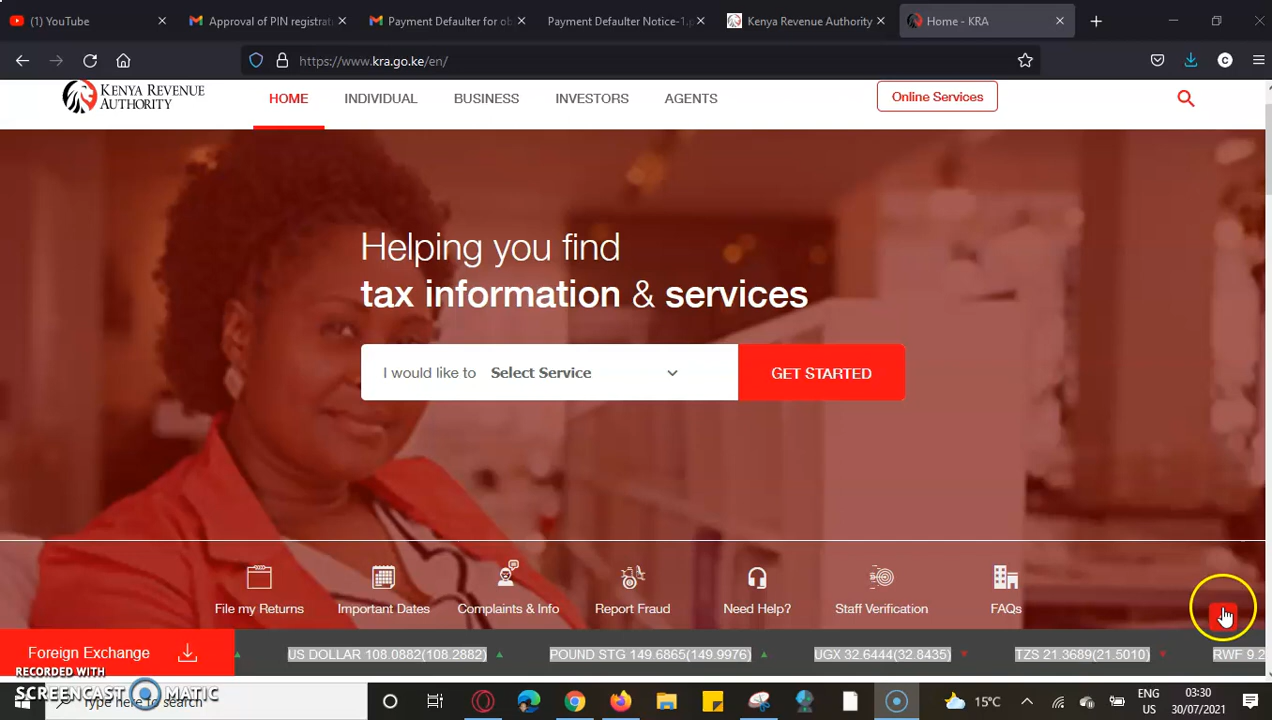 (1) YouTube
Approval of PIN registrat
Payment Defaulter for ob
Payment Defaulter Notice-1.p
Kenya Revenue Authority
Home - KRA
https://www.kra.go.ke/en/
KENYA REVENUE
AUTHORITY
HOME
INDIVIDUAL
BUSINESS
INVESTORS
AGENTS
Online Services
Helping you find
tax information & services
I would like to Select Service
GET STARTED
File my Returns
Important Dates
Complaints & Info
Report Fraud
Need Help?
Staff Verification
FAQs
Foreign Exchange
US DOLLAR 108.0882(108.2882)
POUND STG 149.6865(149.9976)
UGX 32.6444(32.8435)
TZS 21.3689(21.5010)
RWF 9.2
RECORDED WITH
SCREENCAST MATIC
Type here to search
15°C
ENG
US
03:30
30/07/2021